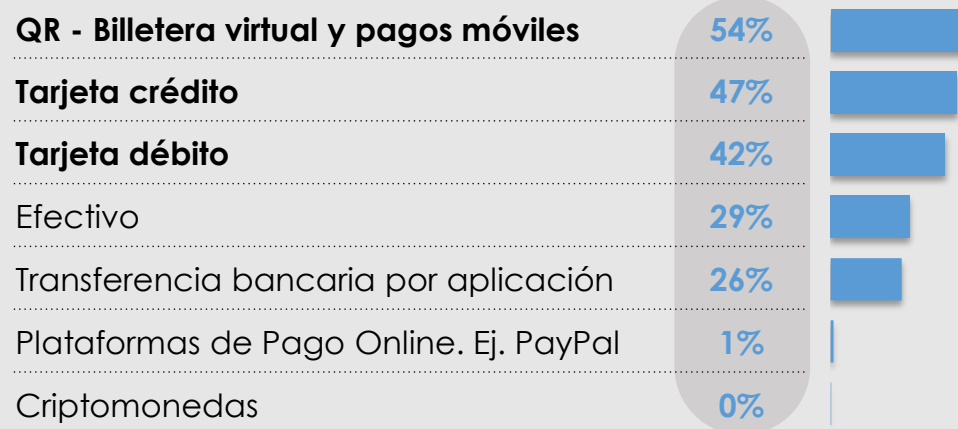 QR - Billetera virtual y pagos móviles 54%
Tarjeta crédito 47%
Tarjeta débito 42%
Efectivo 29%
Transferencia bancaria por aplicación 26%
Plataformas de Pago Online. Ej. PayPal 1%
Criptomonedas 0%